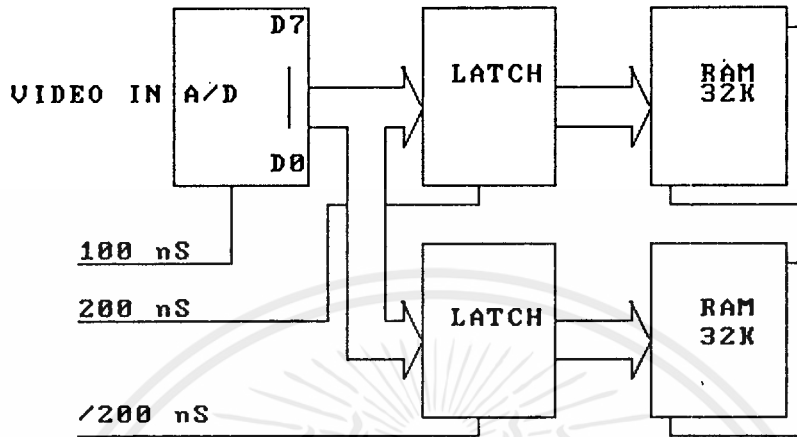 D7
VIDEO IN A/D
D0
LATCH
RAM
32K
100 nS
200 nS
LATCH
RAM
32K
/200 nS